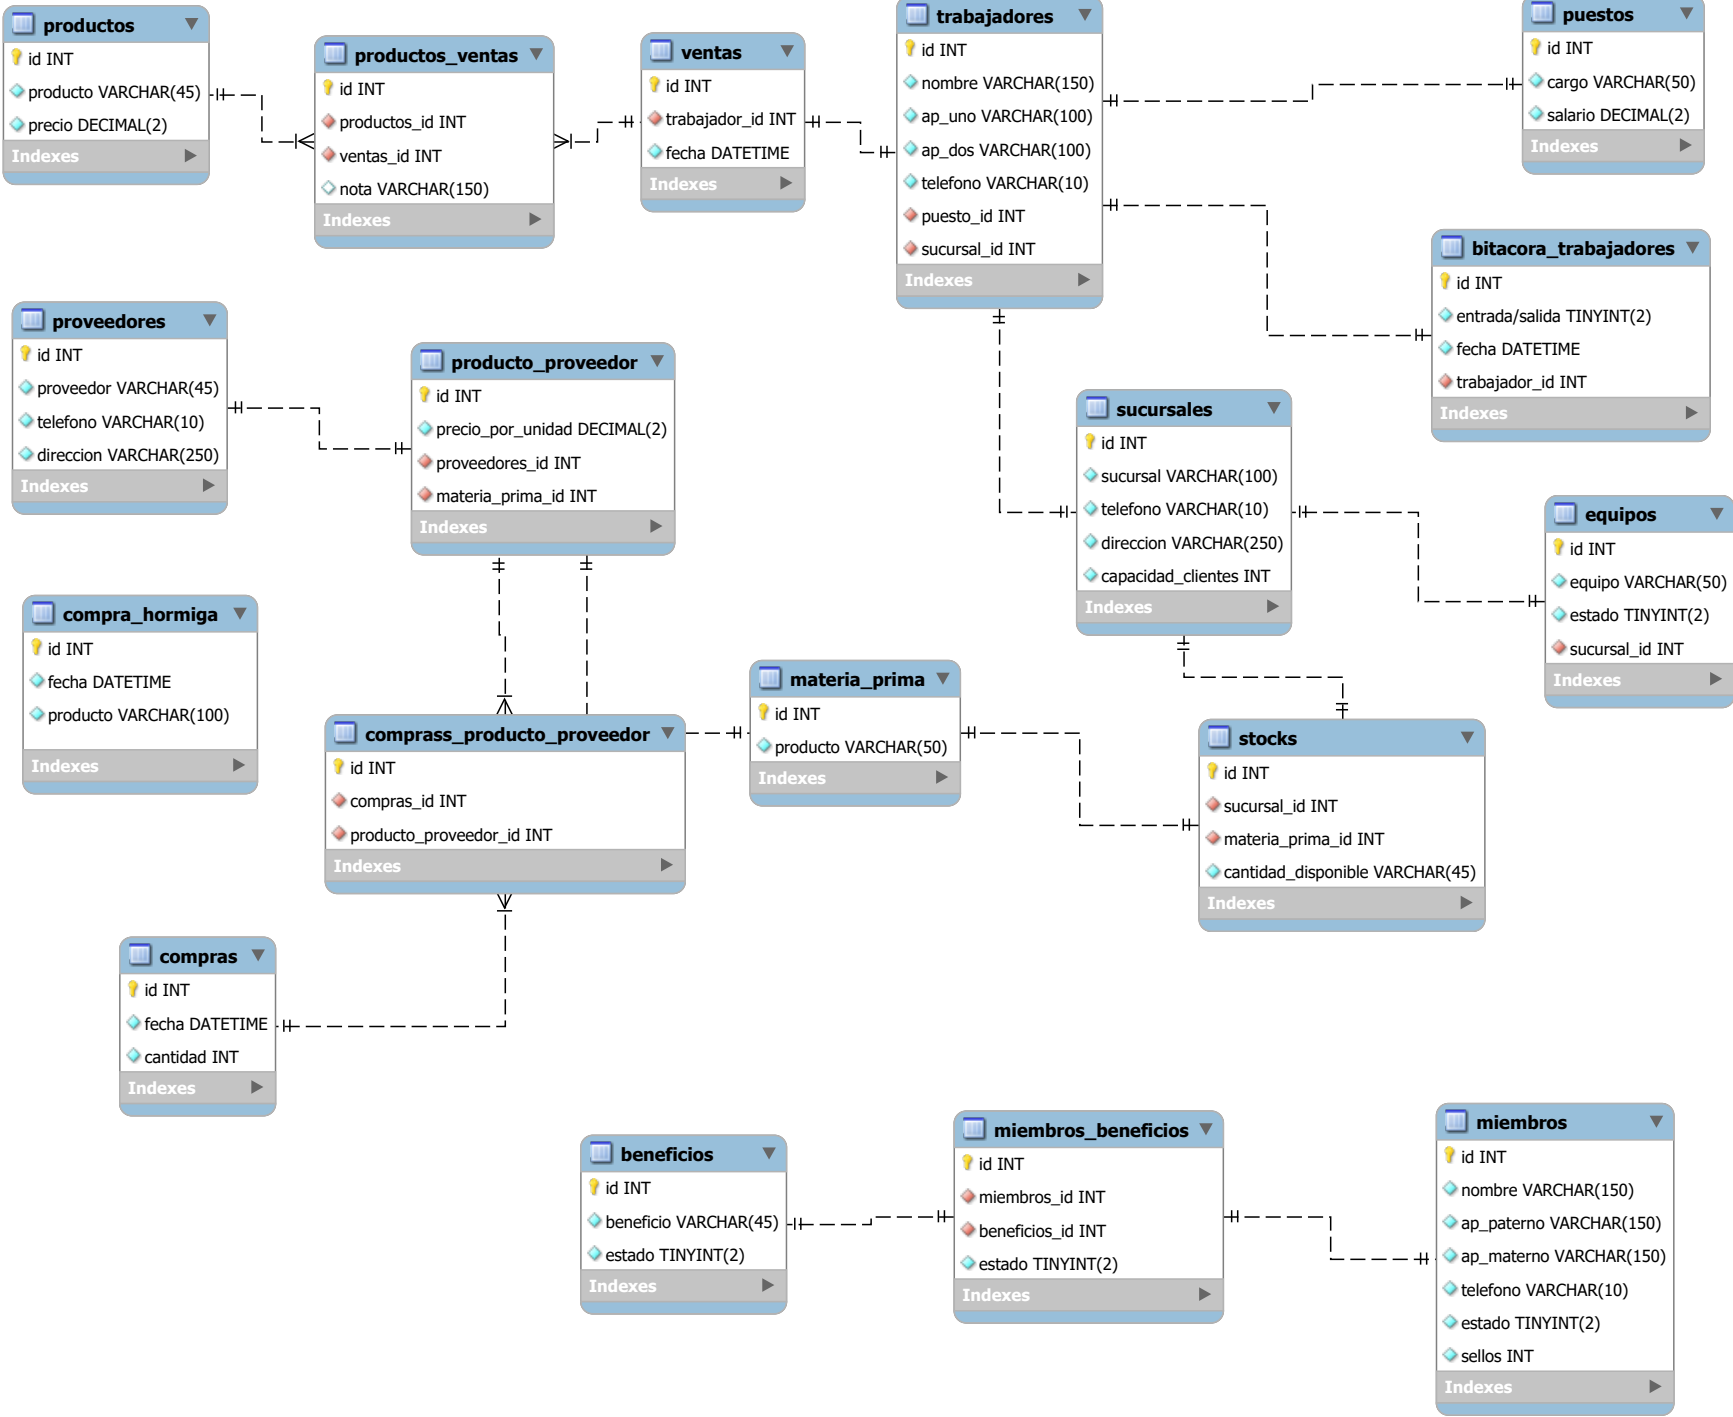 productos
id INT
producto VARCHAR(45)
precio DECIMAL(2)
Indexes
productos_ventas
id INT
productos_id INT
ventas_id INT
nota VARCHAR(150)
Indexes
ventas
id INT
trabajador_id INT
fecha DATETIME
Indexes
trabajadores
id INT
nombre VARCHAR(150)
ap_uno VARCHAR(100)
ap_dos VARCHAR(100)
telefono VARCHAR(10)
puesto_id INT
sucursal_id INT
Indexes
puestos
id INT
cargo VARCHAR(50)
salario DECIMAL(2)
Indexes
bitacora_trabajadores
id INT
entrada/salida TINYINT(2)
fecha DATETIME
trabajador_id INT
Indexes
proveedores
id INT
proveedor VARCHAR(45)
telefono VARCHAR(10)
direccion VARCHAR(250)
Indexes
producto_proveedor
id INT
precio_por_unidad DECIMAL(2)
proveedores_id INT
materia_prima_id INT
Indexes
sucursales
id INT
sucursal VARCHAR(100)
telefono VARCHAR(10)
direccion VARCHAR(250)
capacidad_clientes INT
Indexes
equipos
id INT
equipo VARCHAR(50)
estado TINYINT(2)
sucursal_id INT
Indexes
compra_hormiga
id INT
fecha DATETIME
producto VARCHAR(100)
Indexes
comprass_producto_proveedor
id INT
compras_id INT
producto_proveedor_id INT
Indexes
materia_prima
id INT
producto VARCHAR(50)
Indexes
stocks
id INT
sucursal_id INT
materia_prima_id INT
cantidad_disponible VARCHAR(45)
Indexes
compras
id INT
fecha DATETIME
cantidad INT
Indexes
beneficios
id INT
beneficio VARCHAR(45)
estado TINYINT(2)
Indexes
miembros_beneficios
id INT
miembros_id INT
beneficios_id INT
estado TINYINT(2)
Indexes
miembros
id INT
nombre VARCHAR(150)
ap_paterno VARCHAR(150)
ap_materno VARCHAR(150)
telefono VARCHAR(10)
estado TINYINT(2)
sellos INT
Indexes